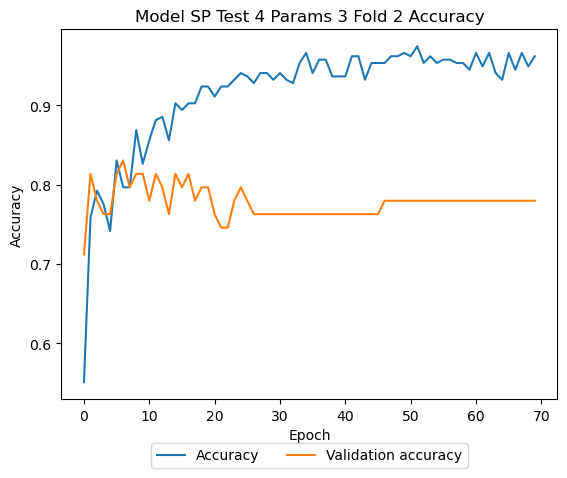 Model SP Test 4 Params 3 Fold 2 Accuracy
0.9
0.8
0.7
0.6
Accuracy
0 10 20 30 40 50 60 70
Epoch
Accuracy Validation accuracy